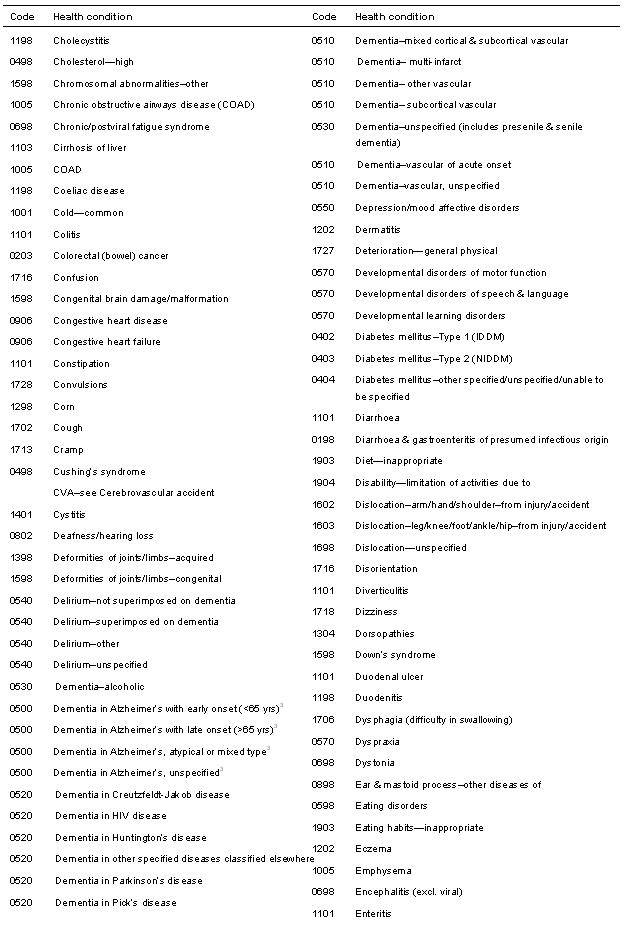 Code Health condition
1198 Cholecystitis
0498 Cholesterol—high
1598 Chromosomal abnormalities–other
1005 Chronic obstructive airways disease (COAD)
0698 Chronic/postviral fatigue syndrome
1103 Cirrhosis of liver
1005 COAD
1198 Coeliac disease
1001 Cold—common
1101 Colitis
0203 Colorectal (bowel) cancer
1716 Confusion
1598 Congenital brain damage/malformation
0906 Congestive heart disease
0906 Congestive heart failure
1101 Constipation
1728 Convulsions
1298 Corn
1702 Cough
1713 Cramp
0498 Cushing's syndrome
CVA–see Cerebrovascular accident
1401 Cystitis
0802 Deafness/hearing loss
1398 Deformities of joints/limbs–acquired
1598 Deformities of joints/limbs–congenital
0540 Delirium–not superimposed on dementia
0540 Delirium–superimposed on dementia
0540 Delirium–other
0540 Delirium–unspecified
0530 Dementia–alcoholic
0500 Dementia in Alzheimer's with early onset (<65 yrs)3
0500 Dementia in Alzheimer's with late onset (>65 yrs)3
0500 Dementia in Alzheimer's, atypical or mixed type3
0500 Dementia in Alzheimer's, unspecified3
0520 Dementia in Creutzfeldt-Jakob disease
0520 Dementia in HIV disease
0520 Dementia in Huntington's disease
0520 Dementia in other specified diseases classified elsewhere
0520 Dementia in Parkinson's disease
0520 Dementia in Pick's disease
Code Health condition
0510 Dementia–mixed cortical & subcortical vascular
0510 Dementia– multi-infarct
0510 Dementia– other vascular
0510 Dementia– subcortical vascular
0530 Dementia–unspecified (includes presenile & senile
dementia)
0510 Dementia–vascular of acute onset
0510 Dementia–vascular, unspecified
0550 Depression/mood affective disorders
1202 Dermatitis
1727 Deterioration—general physical
0570 Developmental disorders of motor function
0570 Developmental disorders of speech & language
0570 Developmental learning disorders
0402 Diabetes mellitus–Type 1 (IDDM)
0403 Diabetes mellitus–Type 2 (NIDDM)
0404 Diabetes mellitus–other specified/unspecified/unable to
be specified
1101 Diarrhoea
0198 Diarrhoea & gastroenteritis of presumed infectious origin
1903 Diet—inappropriate
1904 Disability—limitation of activities due to
1602 Dislocation–arm/hand/shoulder–from injury/accident
1603 Dislocation–leg/knee/foot/ankle/hip–from injury/accident
1698 Dislocation—unspecified
1716 Disorientation
1101 Diverticulitis
1718 Dizziness
1304 Dorsopathies
1598 Down's syndrome
1101 Duodenal ulcer
1198 Duodenitis
1706 Dysphagia (difficulty in swallowing)
0570 Dyspraxia
0698 Dystonia
0898 Ear & mastoid process–other diseases of
0598 Eating disorders
1903 Eating habits—inappropriate
1202 Eczema
1005 Emphysema
0698 Encephalitis (excl. viral)
1101 Enteritis